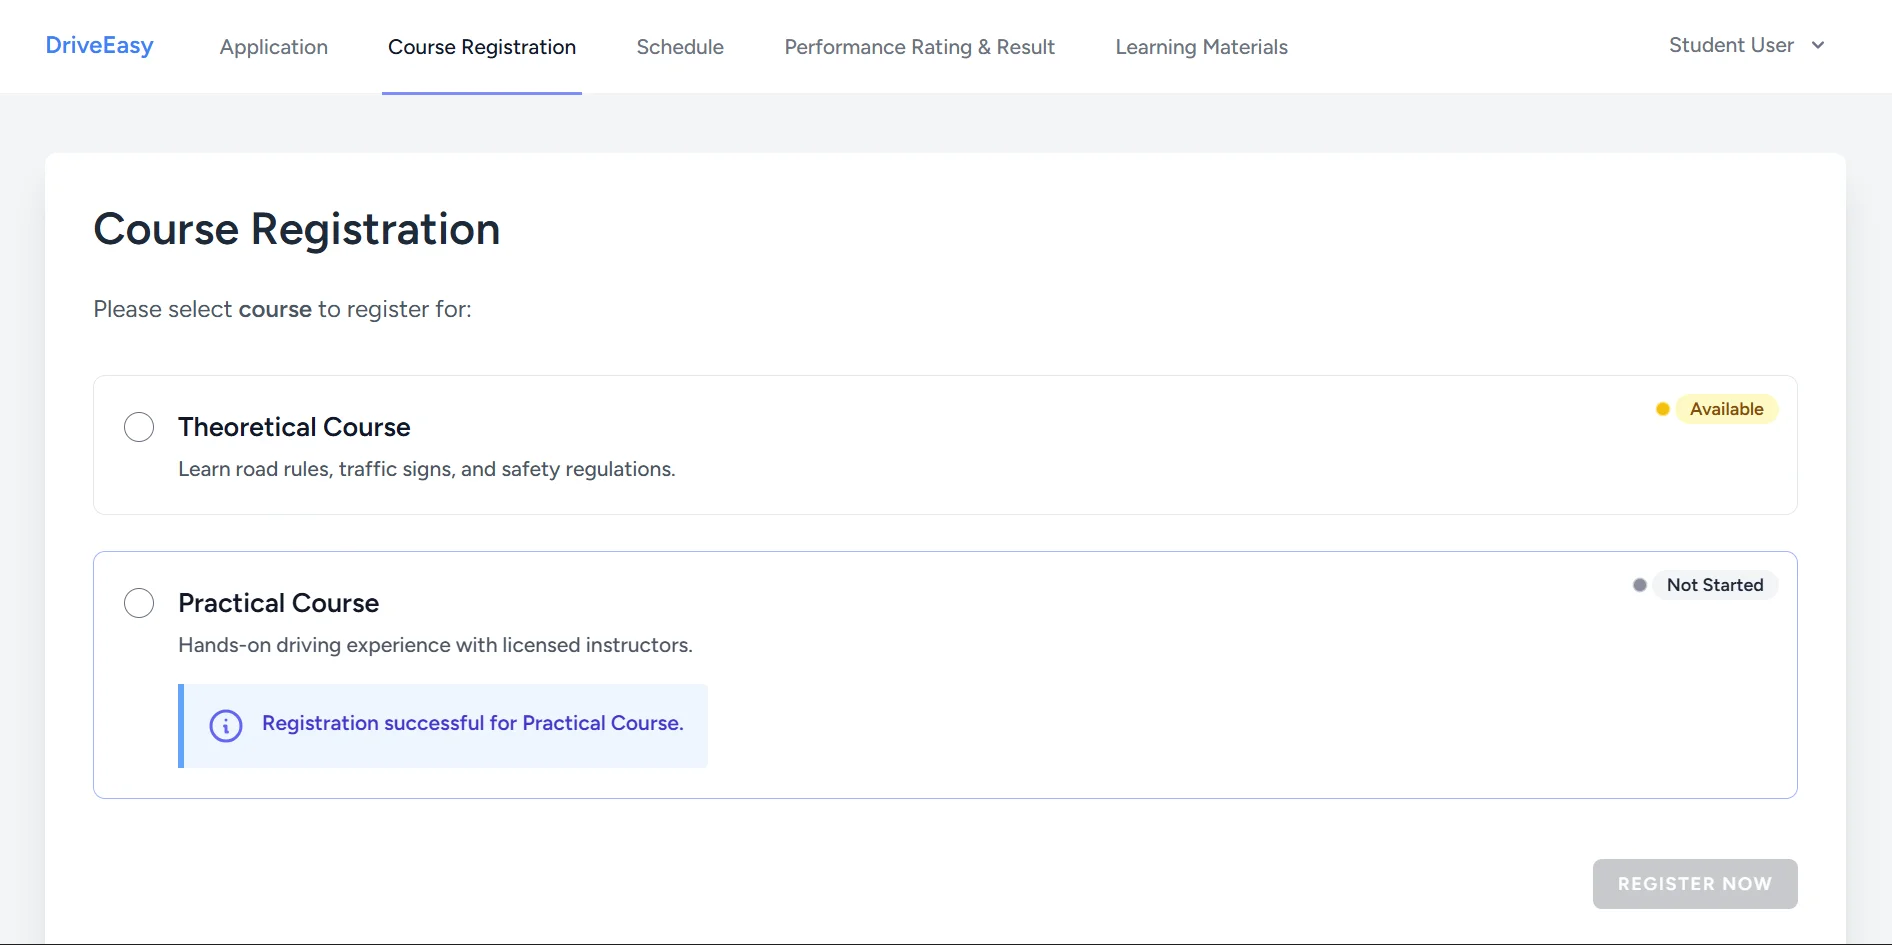 DriveEasy Application Course Registration Schedule Performance Rating & Result Learning Materials Student User
Course Registration
Please select course to register for:
Theoretical Course
Available
Learn road rules, traffic signs, and safety regulations.
Practical Course
Not Started
Hands-on driving experience with licensed instructors.
Registration successful for Practical Course.
REGISTER NOW